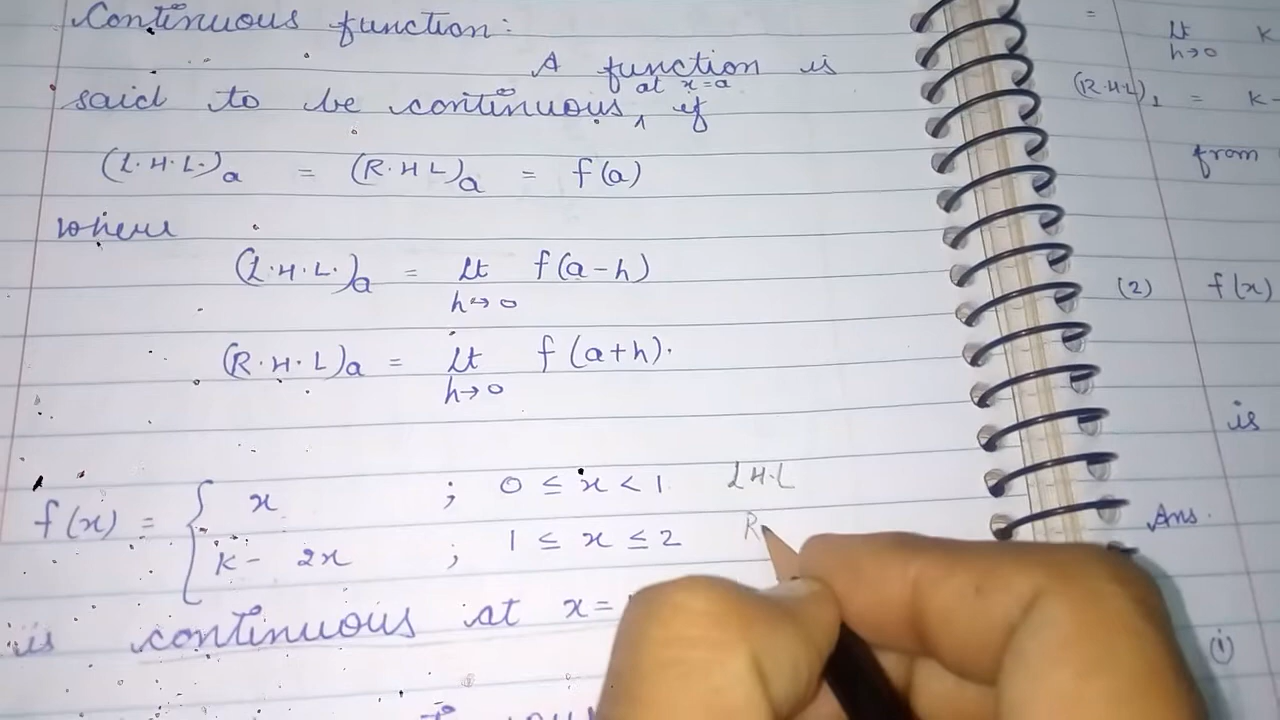 Continuous function:
A function is
said to be continuous, at x=a if
(L.H.L.)a = (R.H.L)a = f(a)
where
(L.H.L.)a = lt f(a-h)
h→0
(R.H.L)a = lt f(a+h).
h→0
f(x) = { x ; 0 ≤ x < 1 LH.L
k- 2x ; 1 ≤ x ≤ 2 R
is continuous at x=
=
lt K
h→0
(R.H.L)1 = K-
from
(2) f(x)
is
Ans.
(i)